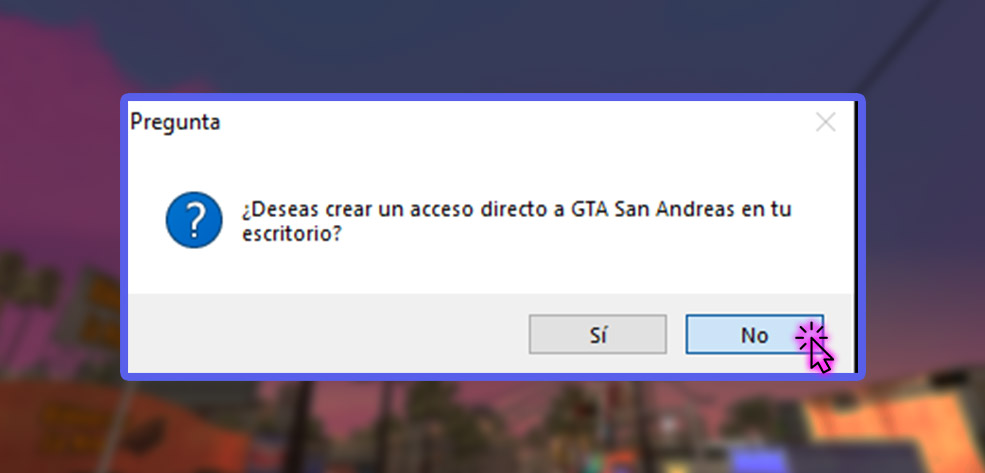 Pregunta
¿Deseas crear un acceso directo a GTA San Andreas en tu
escritorio?
Sí
No